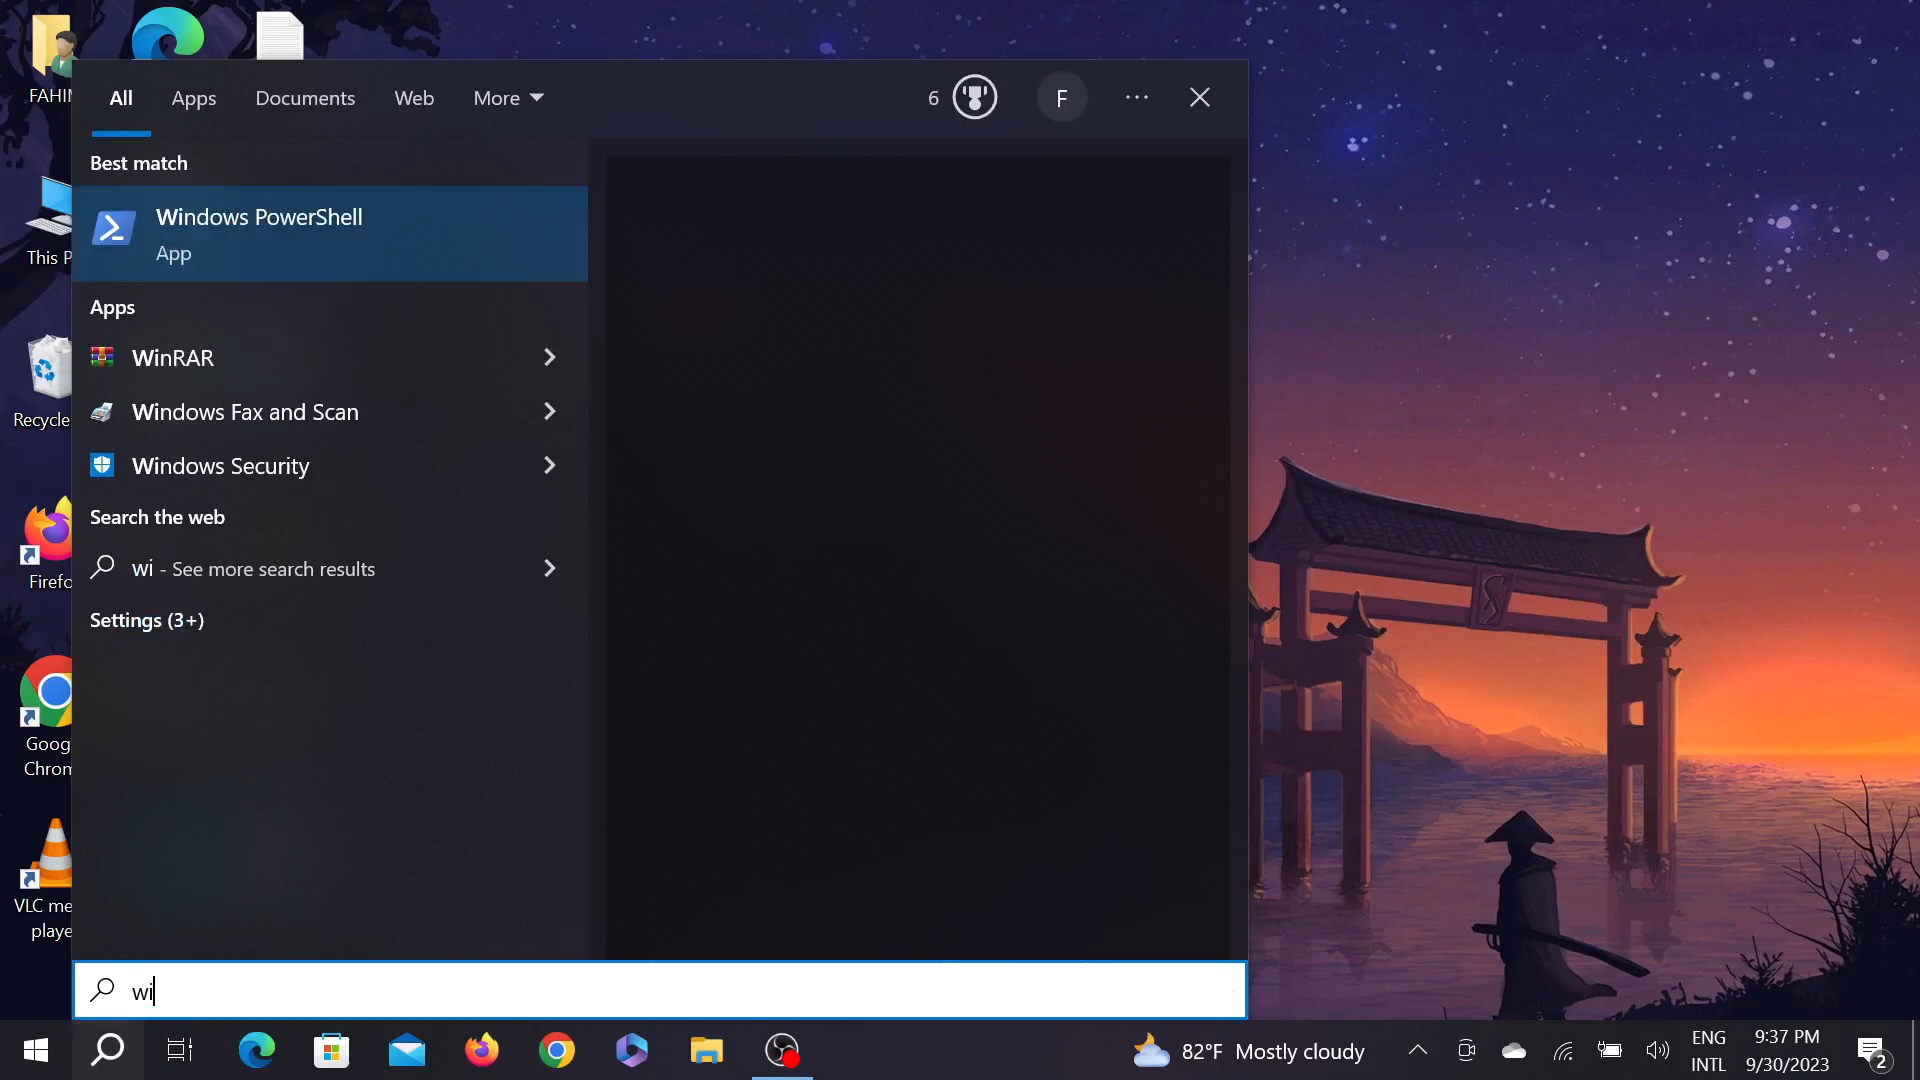 FAHIM
All
Apps
Documents
Web
More
6
F
Best match
Windows PowerShell
App
Apps
WinRAR
Windows Fax and Scan
Windows Security
Search the web
wi - See more search results
Settings (3+)
This P
Recycle
Firefo
Goog
Chrom
VLC me
playe
wi
82°F Mostly cloudy
ENG
INTL
9:37 PM
9/30/2023
2